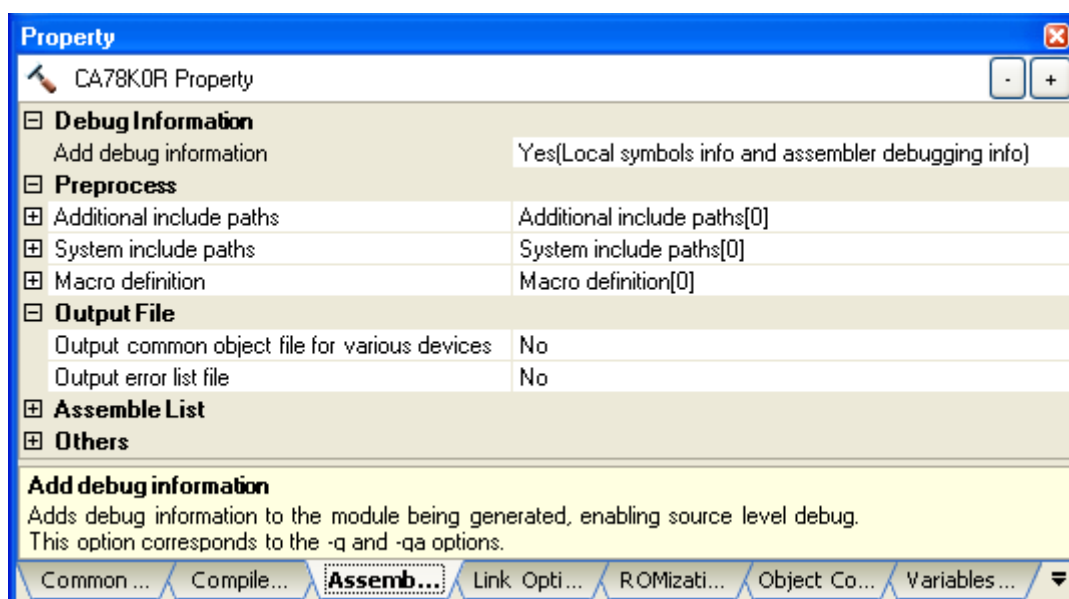 Property
CA78K0R Property - +
Debug Information
Add debug information Yes(Local symbols info and assembler debugging info)
Preprocess
Additional include paths Additional include paths[0]
System include paths System include paths[0]
Macro definition Macro definition[0]
Output File
Output common object file for various devices No
Output error list file No
Assemble List
Others
Add debug information
Adds debug information to the module being generated, enabling source level debug.
This option corresponds to the -g and -ga options.
Common ... Compile... Assemb... Link Opti... ROMizati... Object Co... Variables ...